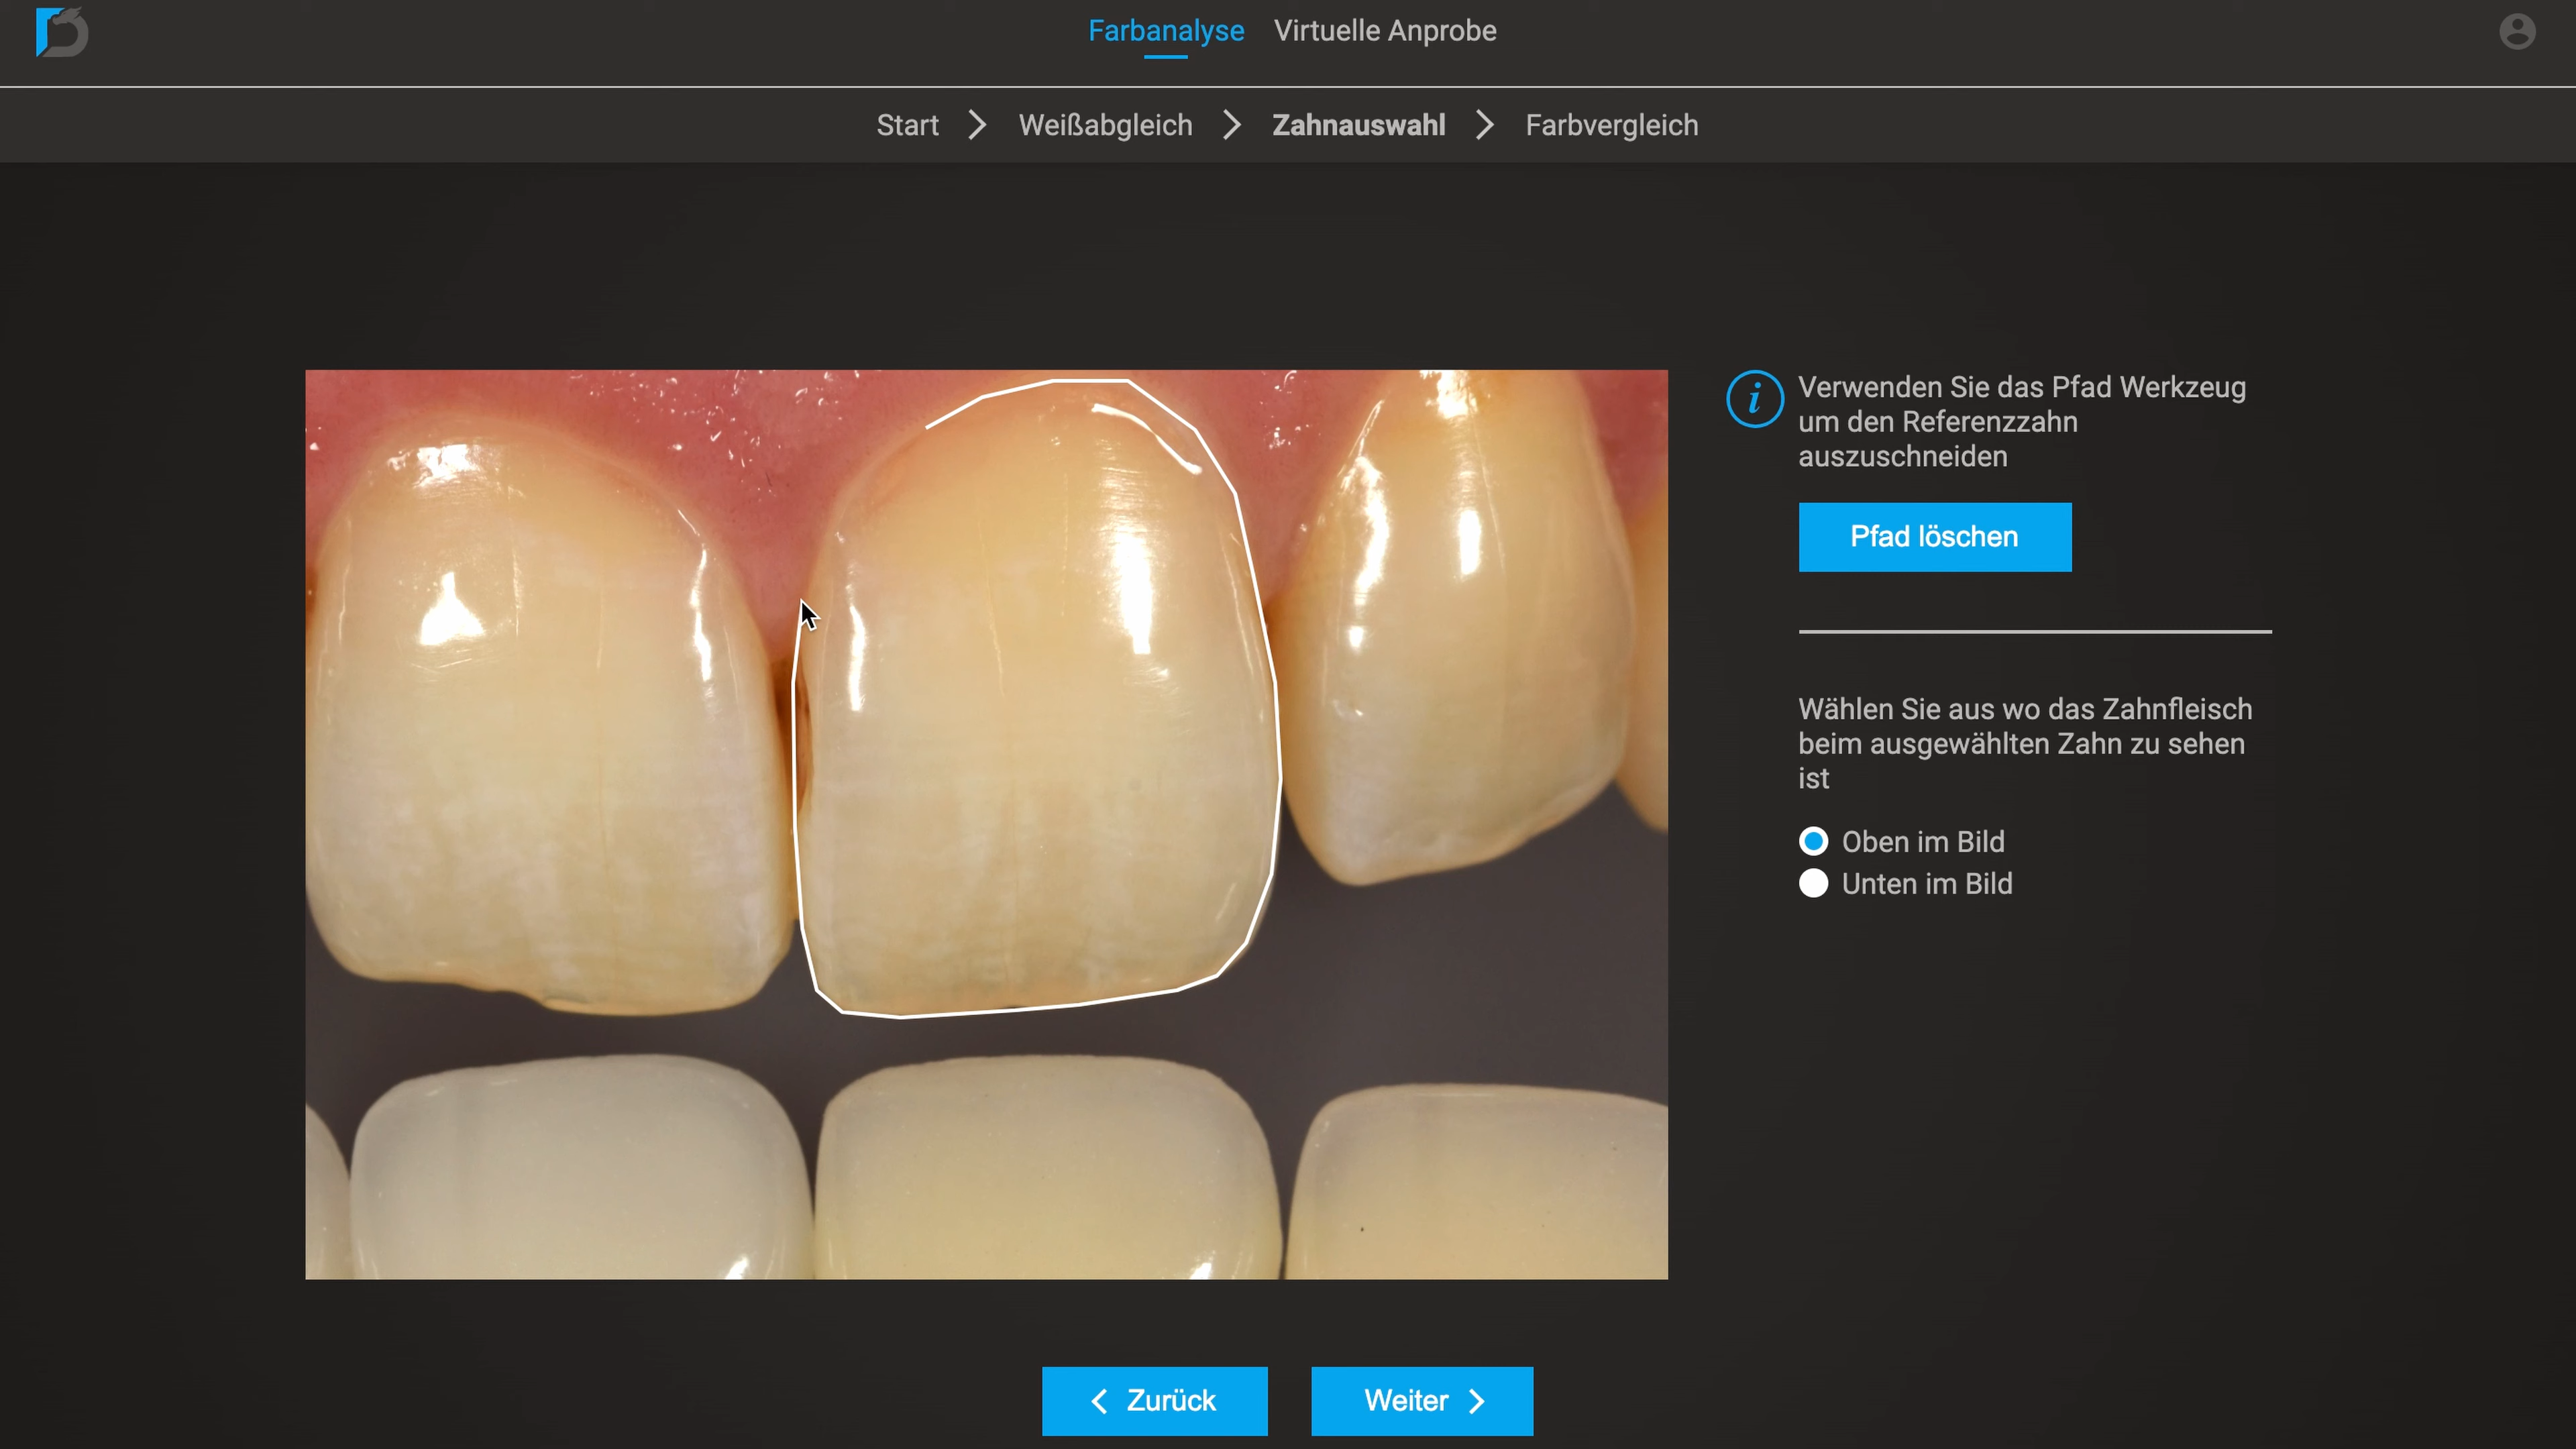 Farbanalyse Virtuelle Anprobe
Start > Weißabgleich > Zahnauswahl > Farbvergleich
Verwenden Sie das Pfad Werkzeug
um den Referenzzahn
auszuschneiden
Pfad löschen
Wählen Sie aus wo das Zahnfleisch
beim ausgewählten Zahn zu sehen
ist
Oben im Bild
Unten im Bild
< Zurück
Weiter >